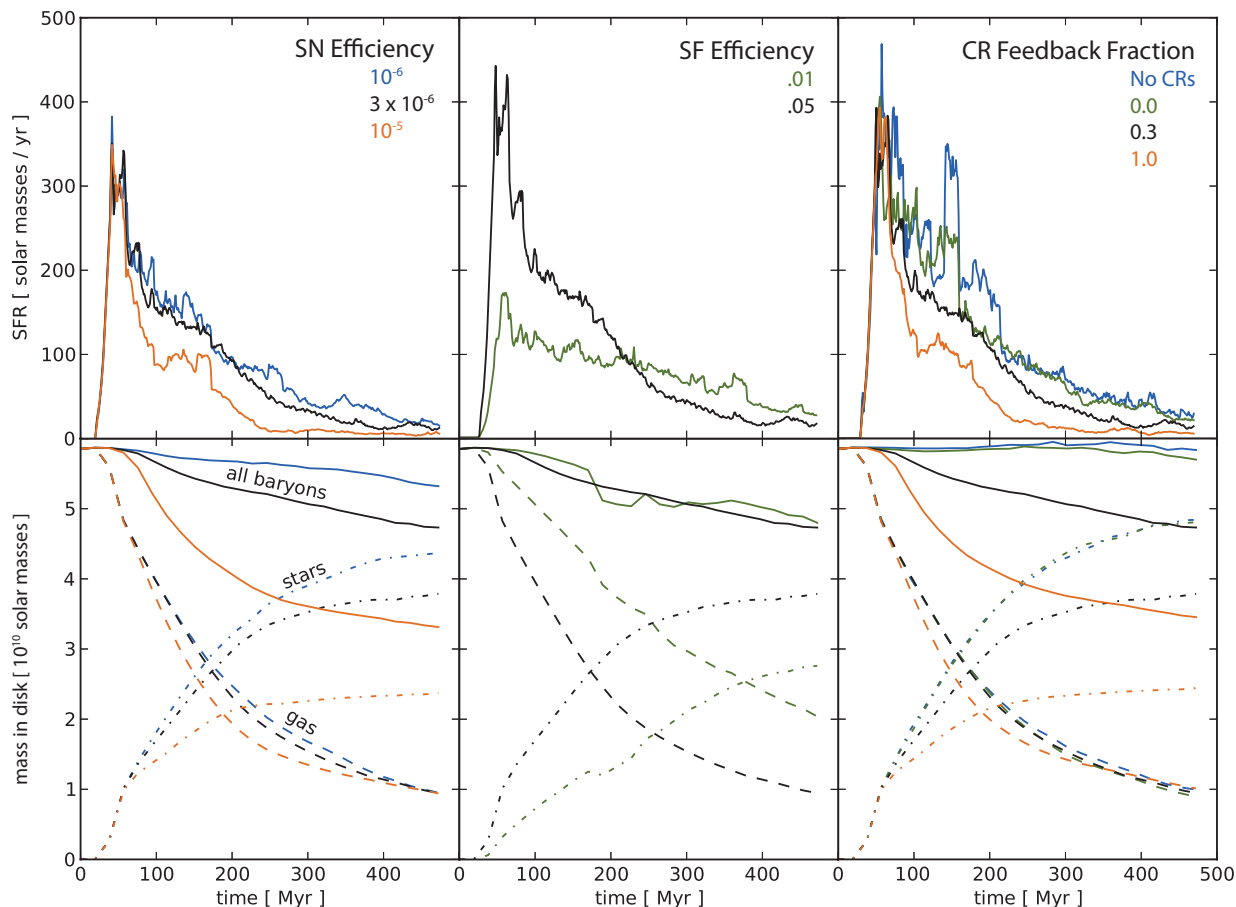 500
400
300
200
100
0
SFR [ solar masses / yr ]
SN Efficiency
10⁻⁶
3 x 10⁻⁶
10⁻⁵
SF Efficiency
.01
.05
CR Feedback Fraction
No CRs
0.0
0.3
1.0
5
4
3
2
1
0
mass in disk [ 10¹⁰ solar masses ]
all baryons
stars
gas
0 100 200 300 400
0 100 200 300 400
0 100 200 300 400 500
time [ Myr ]
time [ Myr ]
time [ Myr ]